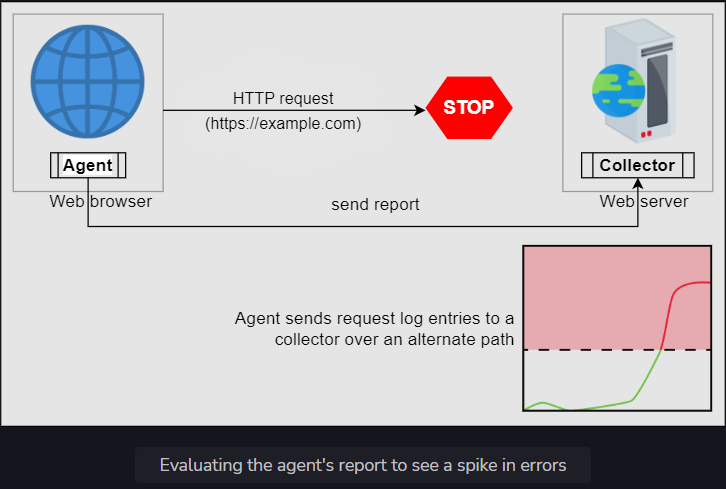 HTTP request
(https://example.com)
STOP
Agent
Collector
Web browser
Web server
send report
Agent sends request log entries to a
collector over an alternate path
Evaluating the agent's report to see a spike in errors